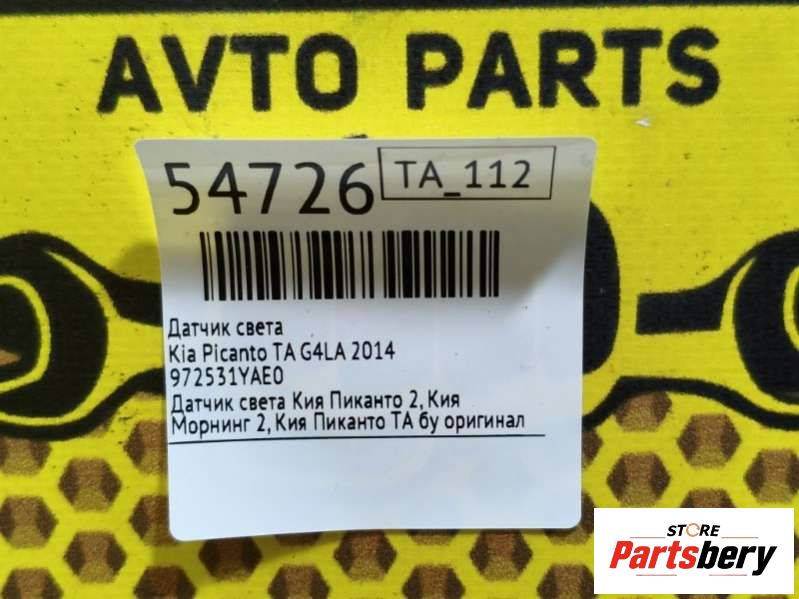 AVTO PARTS
54726 TA_112
Датчик света
Kia Picanto TA G4LA 2014
972531YAE0
Датчик света Кия Пиканто 2, Кия
Морнинг 2, Кия Пиканто ТА бу оригинал
STORE
Partsbery